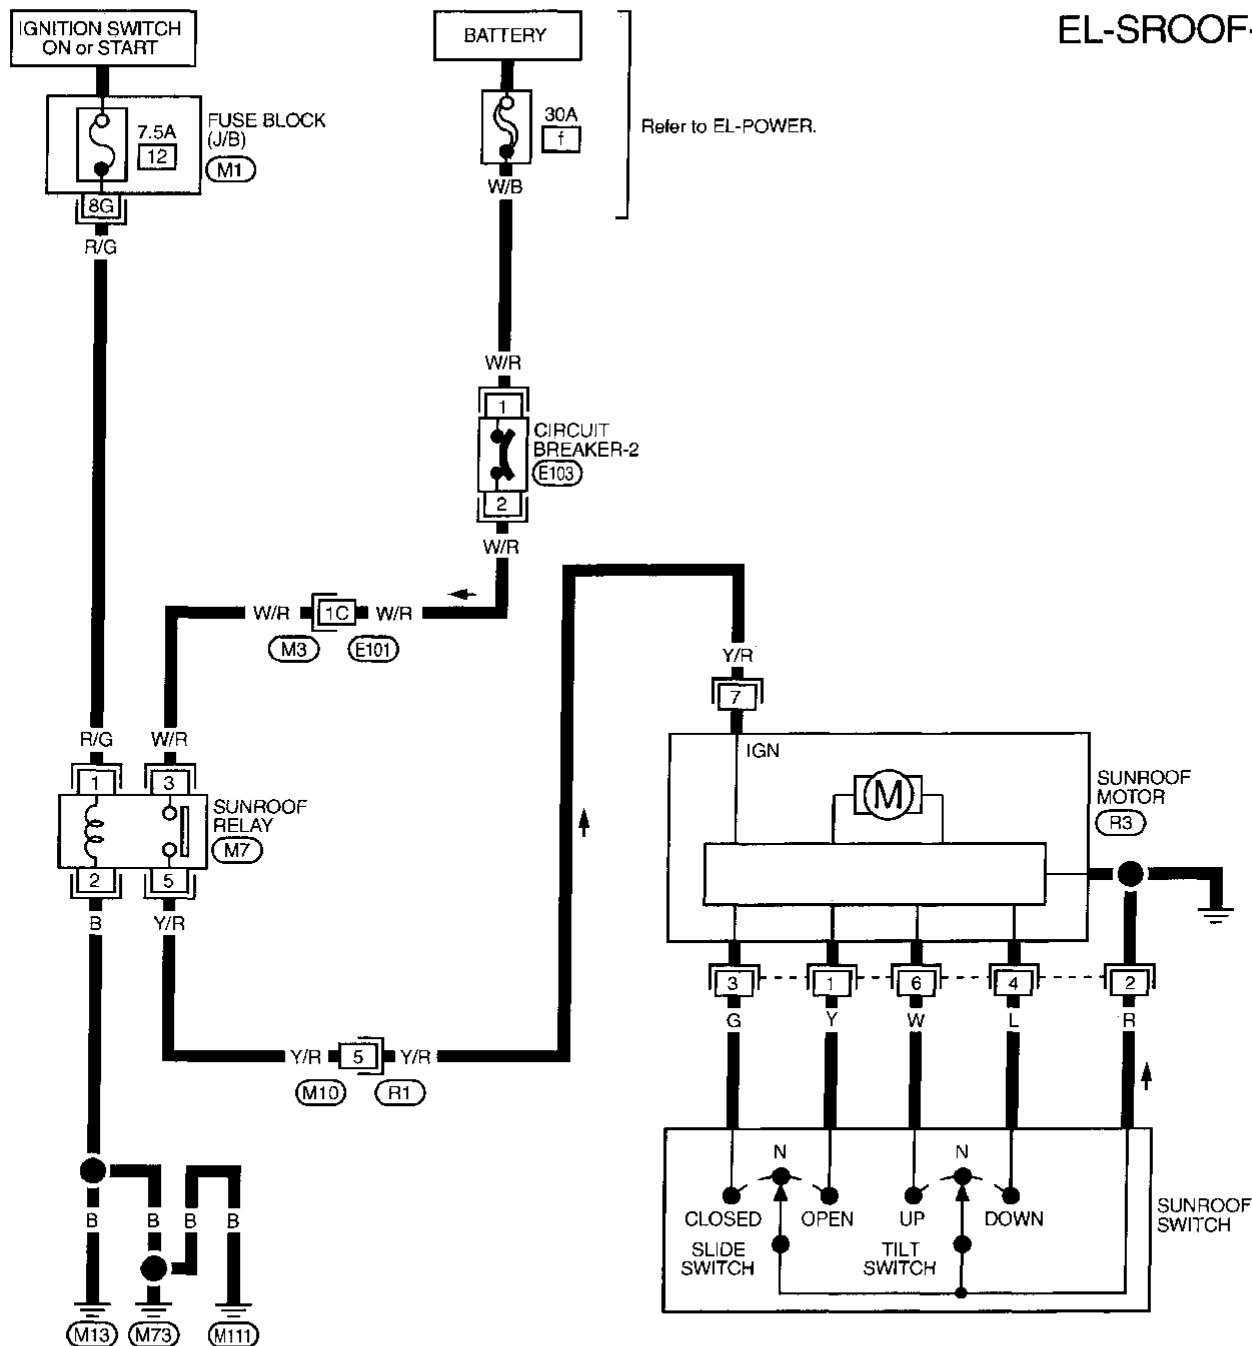 EL-SROOF-
IGNITION SWITCH
ON or START
BATTERY
7.5A
12
FUSE BLOCK
(J/B)
M1
30A
f
Refer to EL-POWER.
8G
R/G
W/B
W/R
1
CIRCUIT
BREAKER-2
E103
2
W/R
W/R
1C
W/R
M3
E101
Y/R
7
R/G
W/R
1
3
SUNROOF
RELAY
M7
2
5
B
Y/R
IGN
M
SUNROOF
MOTOR
R3
3
1
6
4
2
G
Y
W
L
R
Y/R
5
Y/R
M10
R1
N
N
CLOSED
OPEN
UP
DOWN
SLIDE
SWITCH
TILT
SWITCH
SUNROOF
SWITCH
B
B
B
B
M13
M73
M111